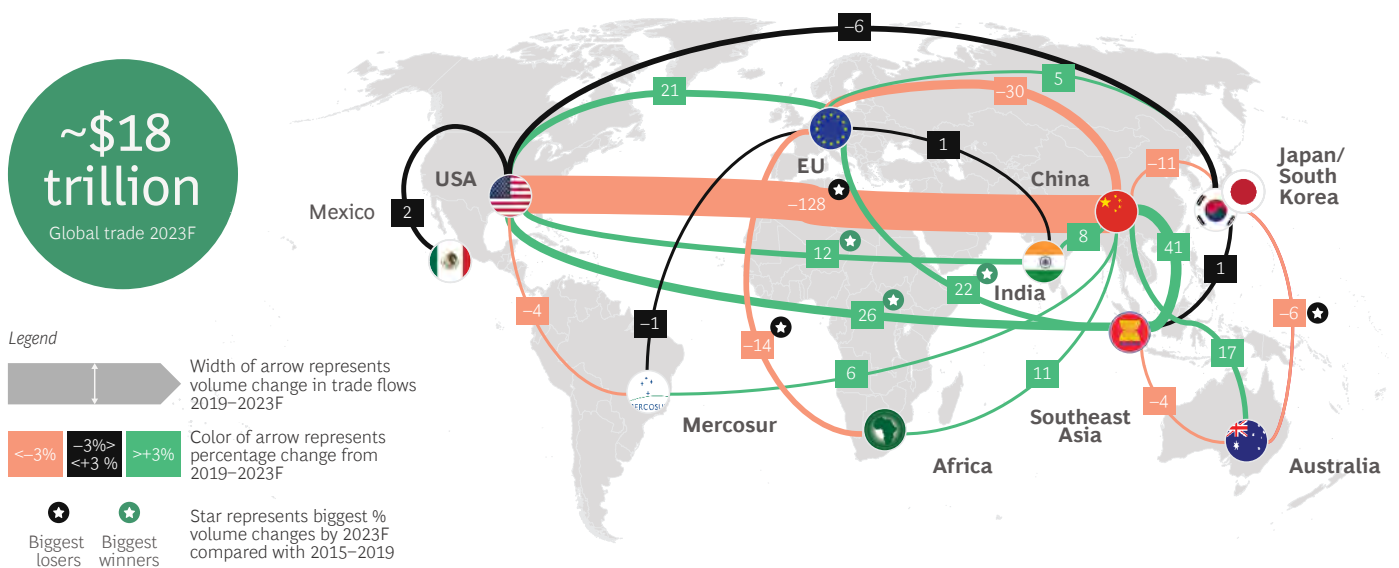 ~$18
trillion
Global trade 2023F
Legend
Width of arrow represents
volume change in trade flows
2019–2023F
<–3%
–3%>
<+3 %
>+3%
Color of arrow represents
percentage change from
2019–2023F
Biggest
losers
Biggest
winners
Star represents biggest %
volume changes by 2023F
compared with 2015–2019
–6
21
5
–30
EU
1
–11
Japan/
South
Korea
USA
China
Mexico
2
–128
8
41
12
1
India
22
26
–4
–1
–14
–6
17
6
11
–4
MERCOSUR
Mercosur
Southeast
Asia
Africa
Australia